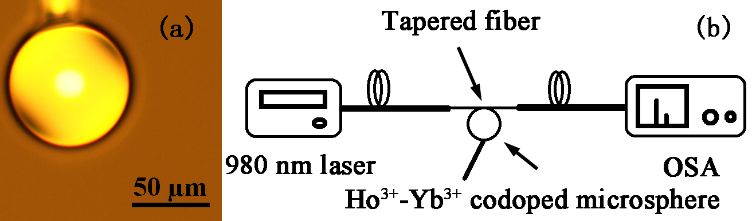 (a)
50 μm
(b)
Tapered fiber
980 nm laser
OSA
Ho³⁺-Yb³⁺ codoped microsphere